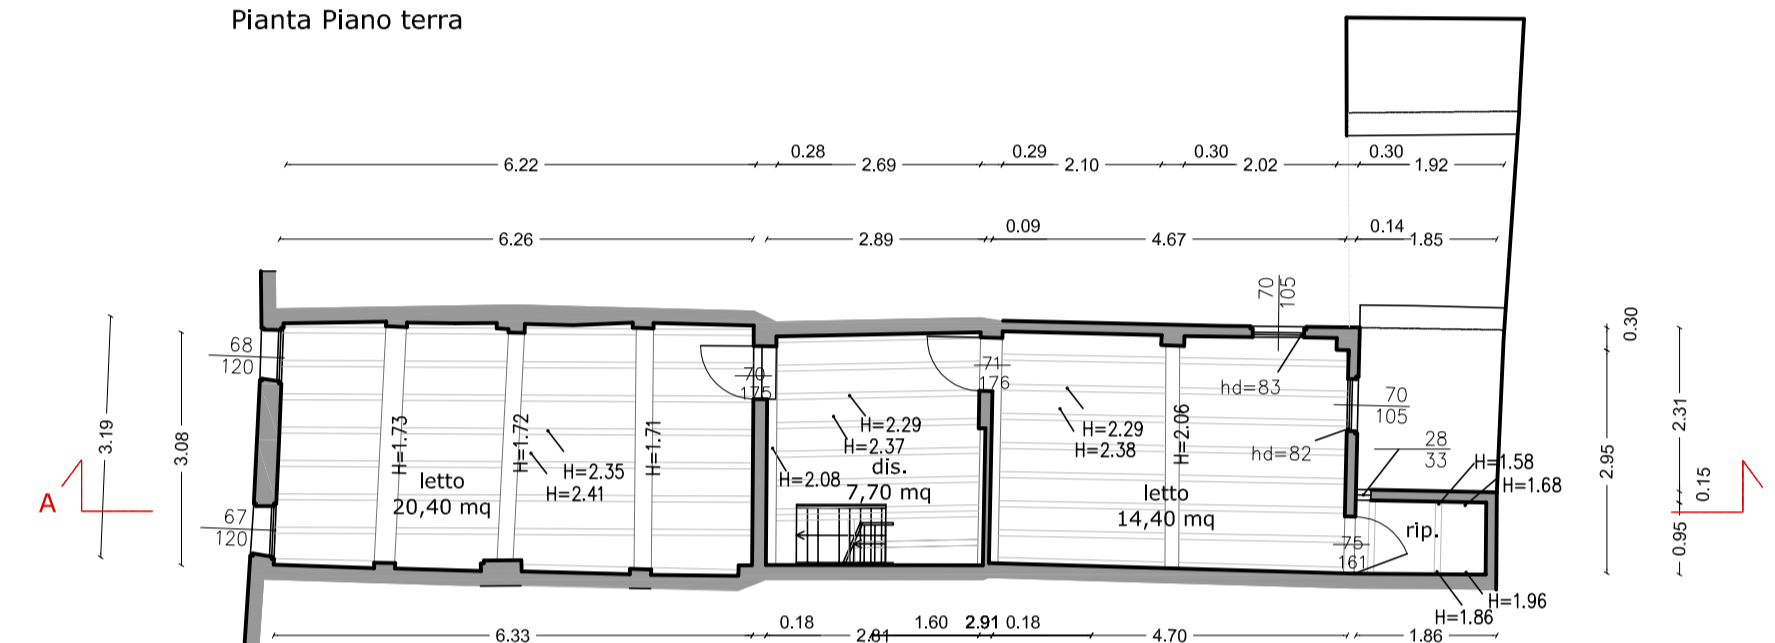 Pianta Piano terra
0.28 0.29 0.30 0.30
6.22 2.69 2.10 2.02 1.92
0.09 0.14
6.26 2.89 4.67 1.85
70
105
0.30
68
120
70
175
71
176
hd=83
70
105
H=1.73
H=1.72
H=1.71
H=2.06
H=2.29
H=2.37
H=2.29
H=2.38
3.19
3.08
2.31
2.95
28
33
hd=82
H=2.35
H=2.41
H=2.08
H=1.58
H=1.68
0.15
letto
20,40 mq
dis.
7,70 mq
letto
14,40 mq
A
rip.
67
120
75
161
0.95
H=1.96
H=1.86
0.18 1.60 2.91 0.18
6.33 2.81 4.70 1.86